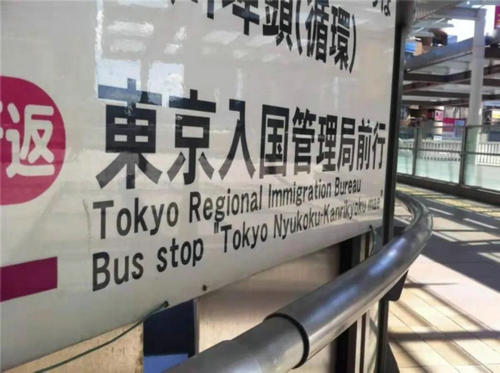 埠頭(循環)
返
東京入国管理局前行
Tokyo Regional Immigration Bureau
Bus stop "Tokyo Nyukoku-Kanrikyoku mae"